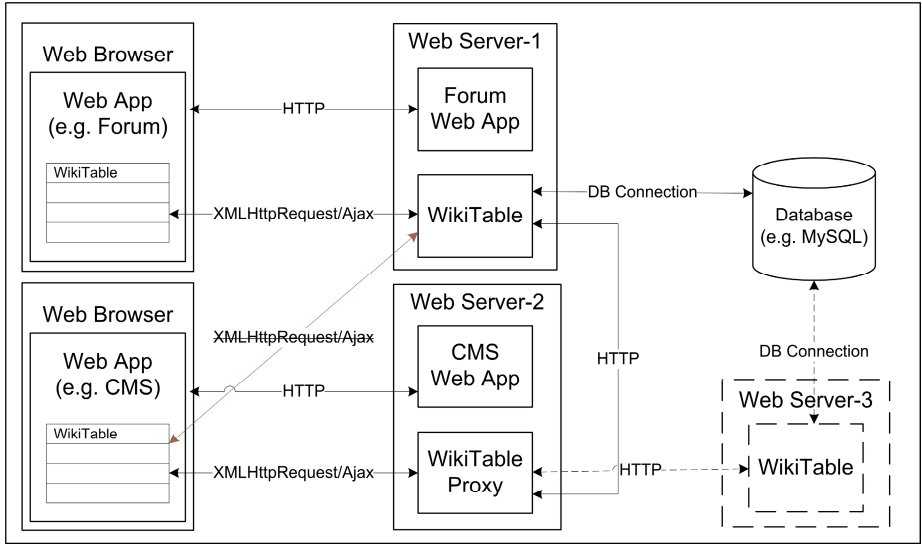 Web Browser
Web App
(e.g. Forum)
WikiTable
HTTP
XMLHttpRequest/Ajax
Web Server-1
Forum
Web App
WikiTable
DB Connection
Database
(e.g. MySQL)
Web Browser
Web App
(e.g. CMS)
WikiTable
XMLHttpRequest/Ajax
HTTP
XMLHttpRequest/Ajax
Web Server-2
CMS
Web App
WikiTable
Proxy
HTTP
HTTP
DB Connection
Web Server-3
WikiTable